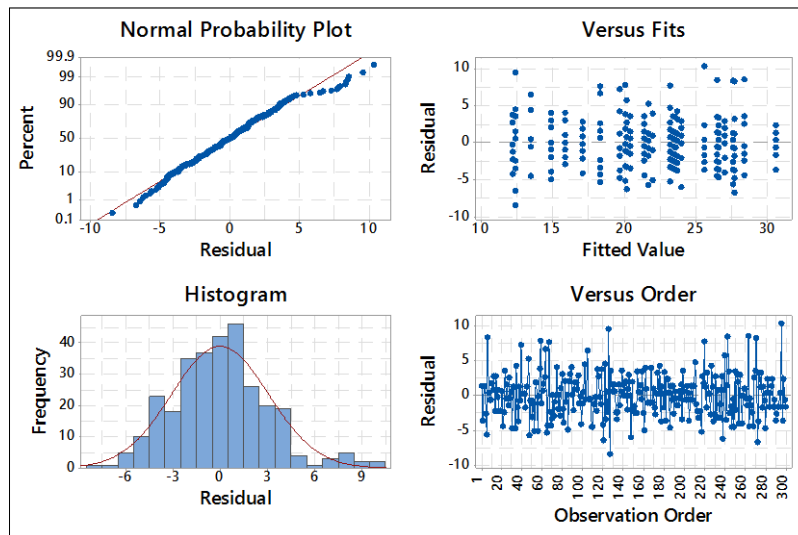 Normal Probability Plot
99.9
99
90
50
10
1
0.1
Percent
-10 -5 0 5 10
Residual
Versus Fits
10
5
0
-5
-10
Residual
10 15 20 25 30
Fitted Value
Histogram
40
30
20
10
0
Frequency
-6 -3 0 3 6 9
Residual
Versus Order
10
5
0
-5
-10
Residual
1 20 40 60 80 100 120 140 160 180 200 220 240 260 280 300
Observation Order